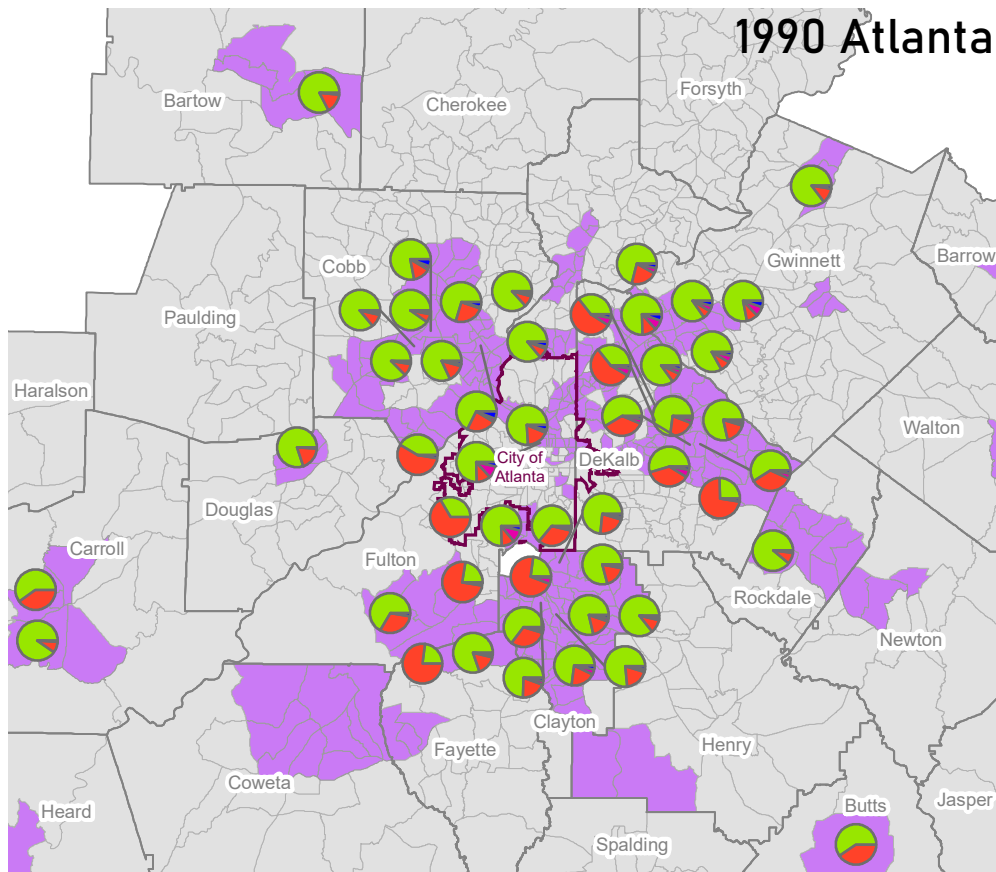 1990 Atlanta
Forsyth
Bartow
Cherokee
Barrow
Gwinnett
Cobb
Paulding
Haralson
Walton
City of
Atlanta
DeKalb
Douglas
Carroll
Fulton
Rockdale
Newton
Clayton
Fayette
Henry
Coweta
Butts
Jasper
Heard
Spalding